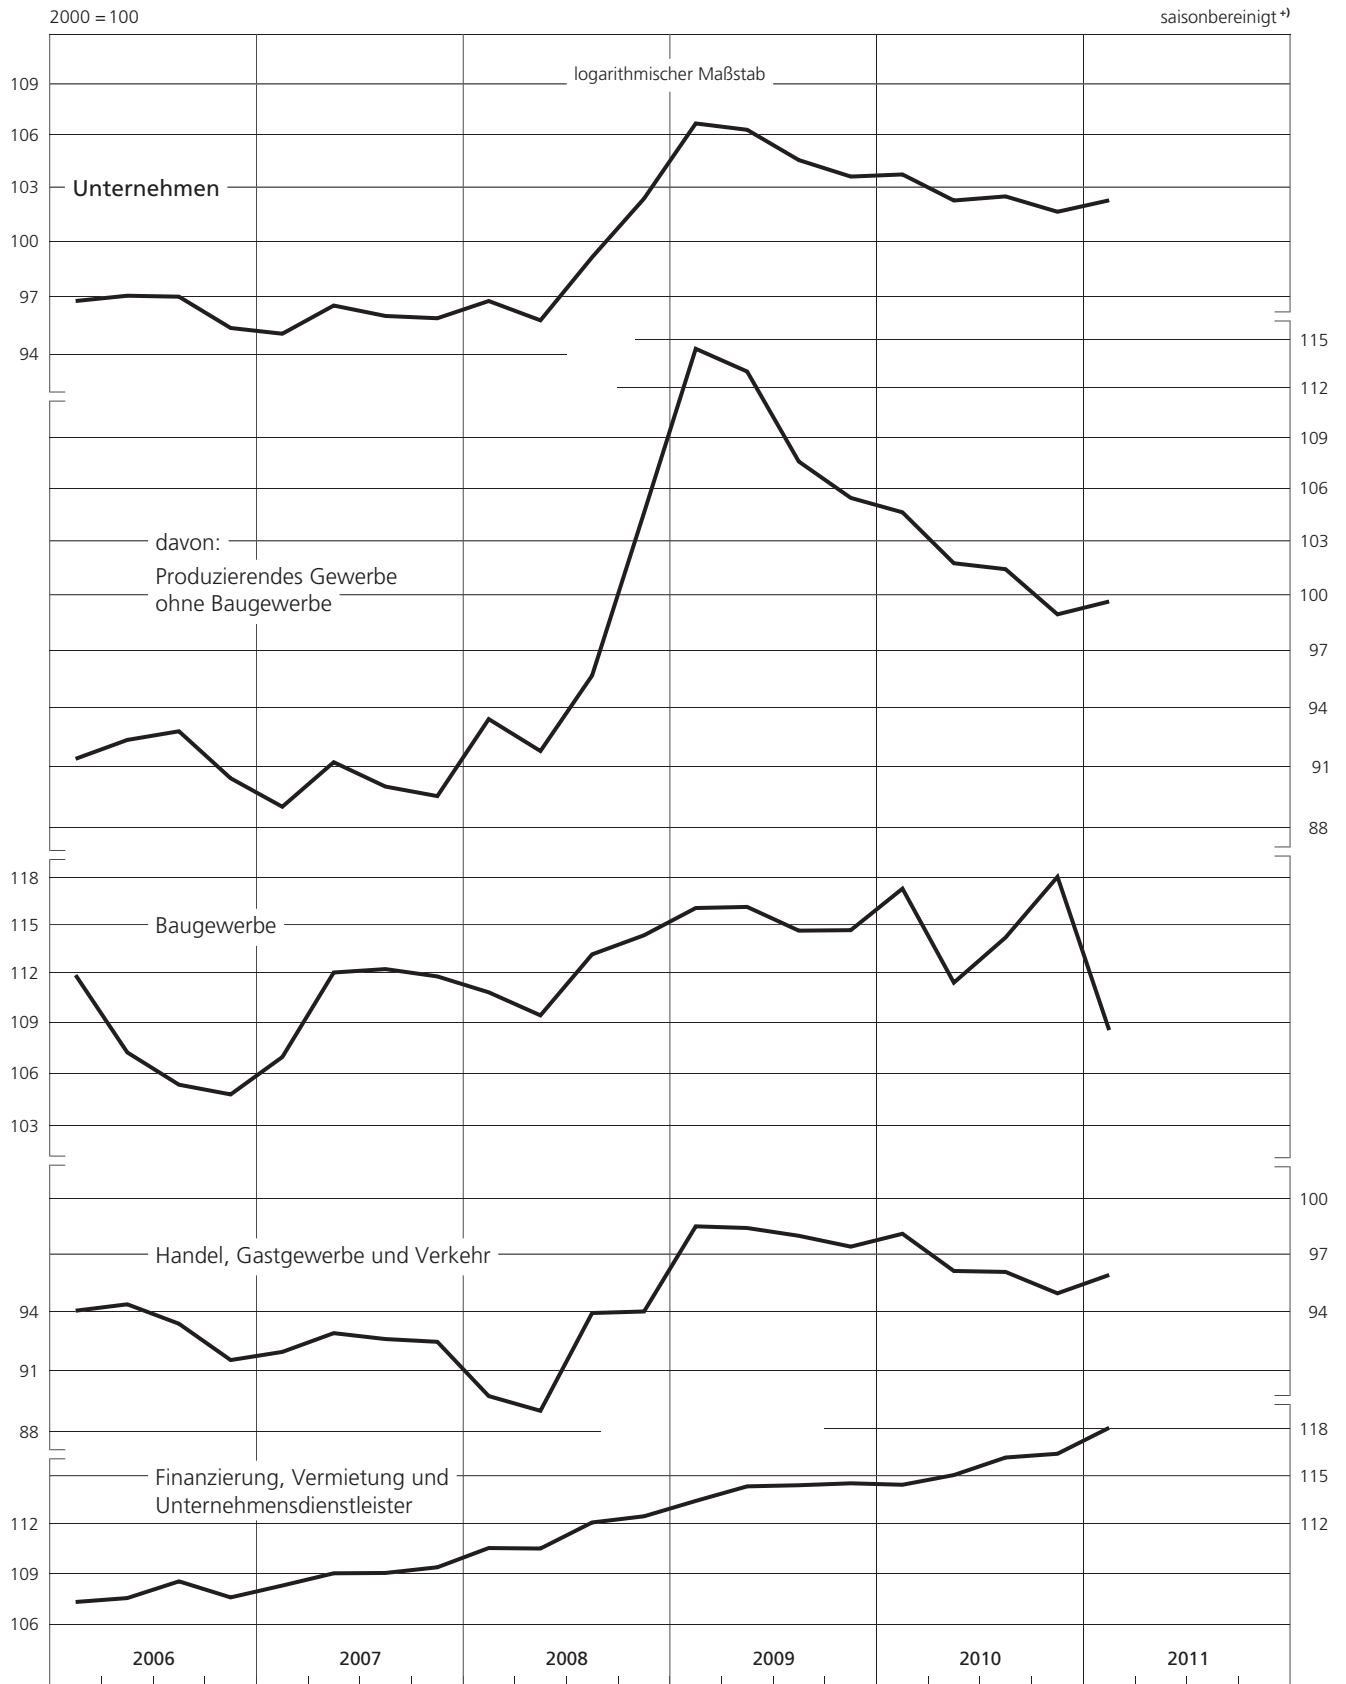 2000 = 100
saisonbereinigt +)
logarithmischer Maßstab
109
106
Unternehmen
103
100
97
94
115
112
109
106
davon:
103
Produzierendes Gewerbe
ohne Baugewerbe
100
97
94
91
88
118
Baugewerbe
115
112
109
106
103
100
Handel, Gastgewerbe und Verkehr
97
94
94
91
88
118
Finanzierung, Vermietung und
115
Unternehmensdienstleister
112
112
109
106
2006 2007 2008 2009 2010 2011